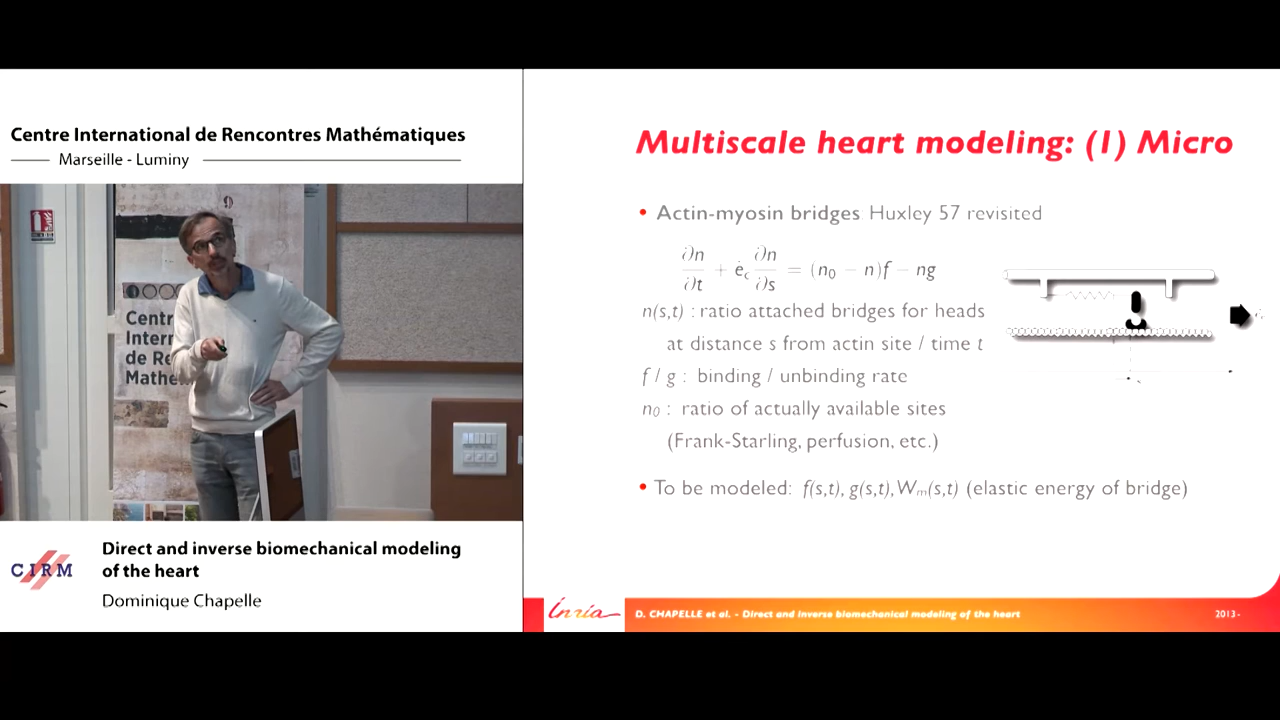 Centre International de Rencontres Mathématiques
Marseille - Luminy
Centr
Intern
de Re
Mathe
CIRM
Direct and inverse biomechanical modeling
of the heart
Dominique Chapelle
Multiscale heart modeling: (1) Micro
• Actin-myosin bridges Huxley 57 revisited
∂n/∂t + ė_c ∂n/∂s = (n₀ − n)f − ng
n(s,t) : ratio attached bridges for heads
at distance s from actin site / time t
f / g : binding / unbinding rate
n₀ : ratio of actually available sites
(Frank-Starling, perfusion, etc.)
• To be modeled: f(s,t), g(s,t), Wₘ(s,t) (elastic energy of bridge)
Inria
D. CHAPELLE et al. - Direct and inverse biomechanical modeling of the heart
2013-